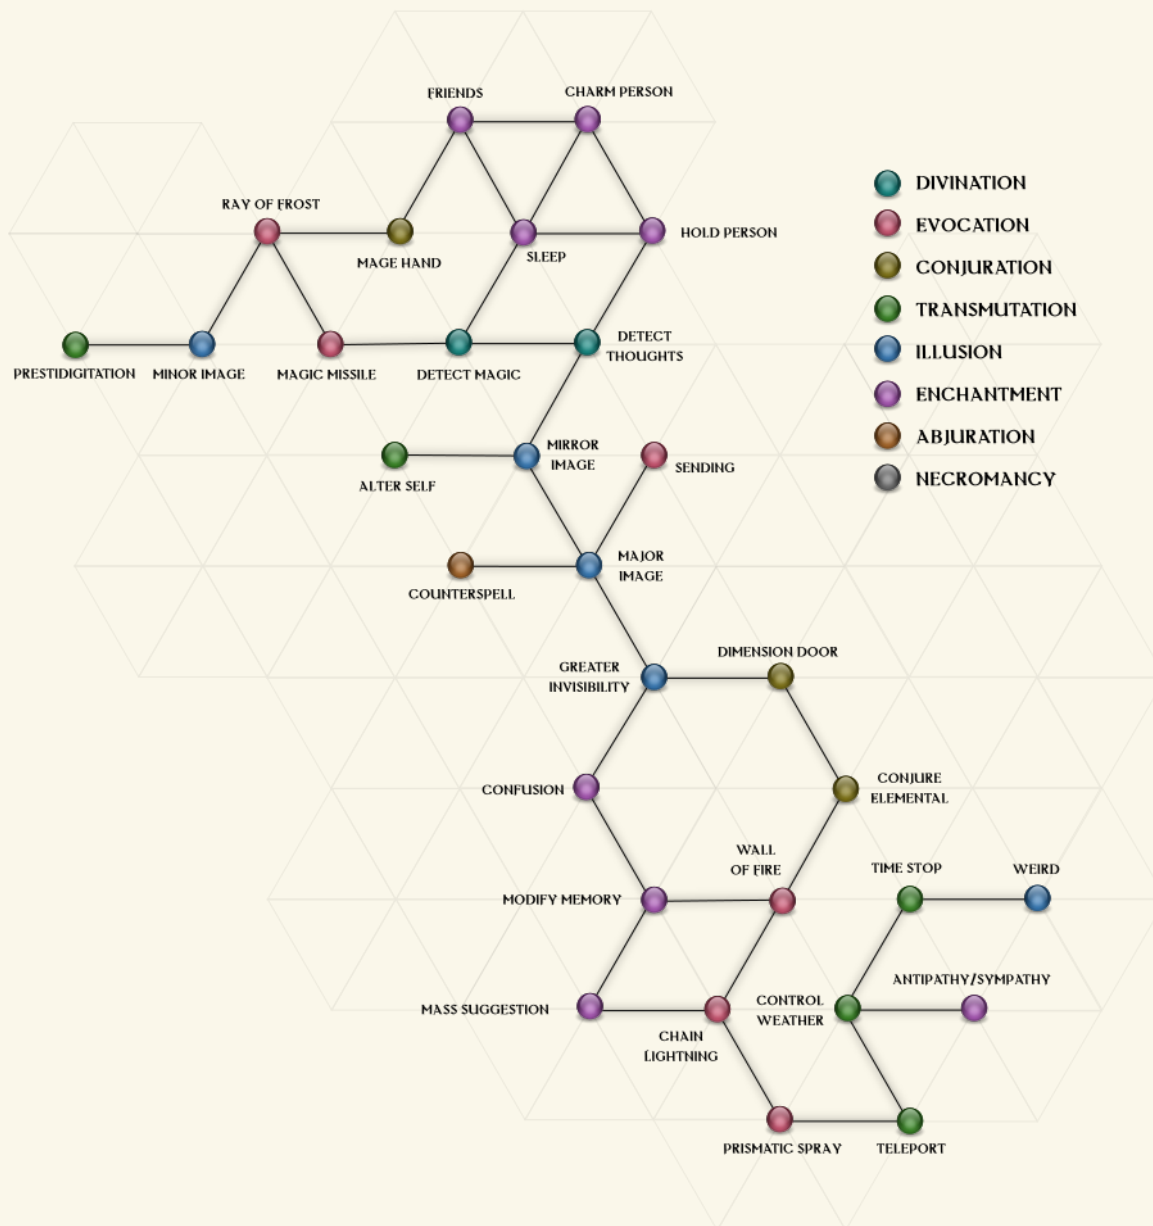 FRIENDS
CHARM PERSON
RAY OF FROST
MAGE HAND
SLEEP
HOLD PERSON
PRESTIDIGITATION
MINOR IMAGE
MAGIC MISSILE
DETECT MAGIC
DETECT
THOUGHTS
ALTER SELF
MIRROR
IMAGE
SENDING
COUNTERSPELL
MAJOR
IMAGE
GREATER
INVISIBILITY
DIMENSION DOOR
CONFUSION
CONJURE
ELEMENTAL
MODIFY MEMORY
WALL
OF FIRE
TIME STOP
WEIRD
MASS SUGGESTION
CHAIN
LIGHTNING
CONTROL
WEATHER
ANTIPATHY/SYMPATHY
PRISMATIC SPRAY
TELEPORT
DIVINATION
EVOCATION
CONJURATION
TRANSMUTATION
ILLUSION
ENCHANTMENT
ABJURATION
NECROMANCY